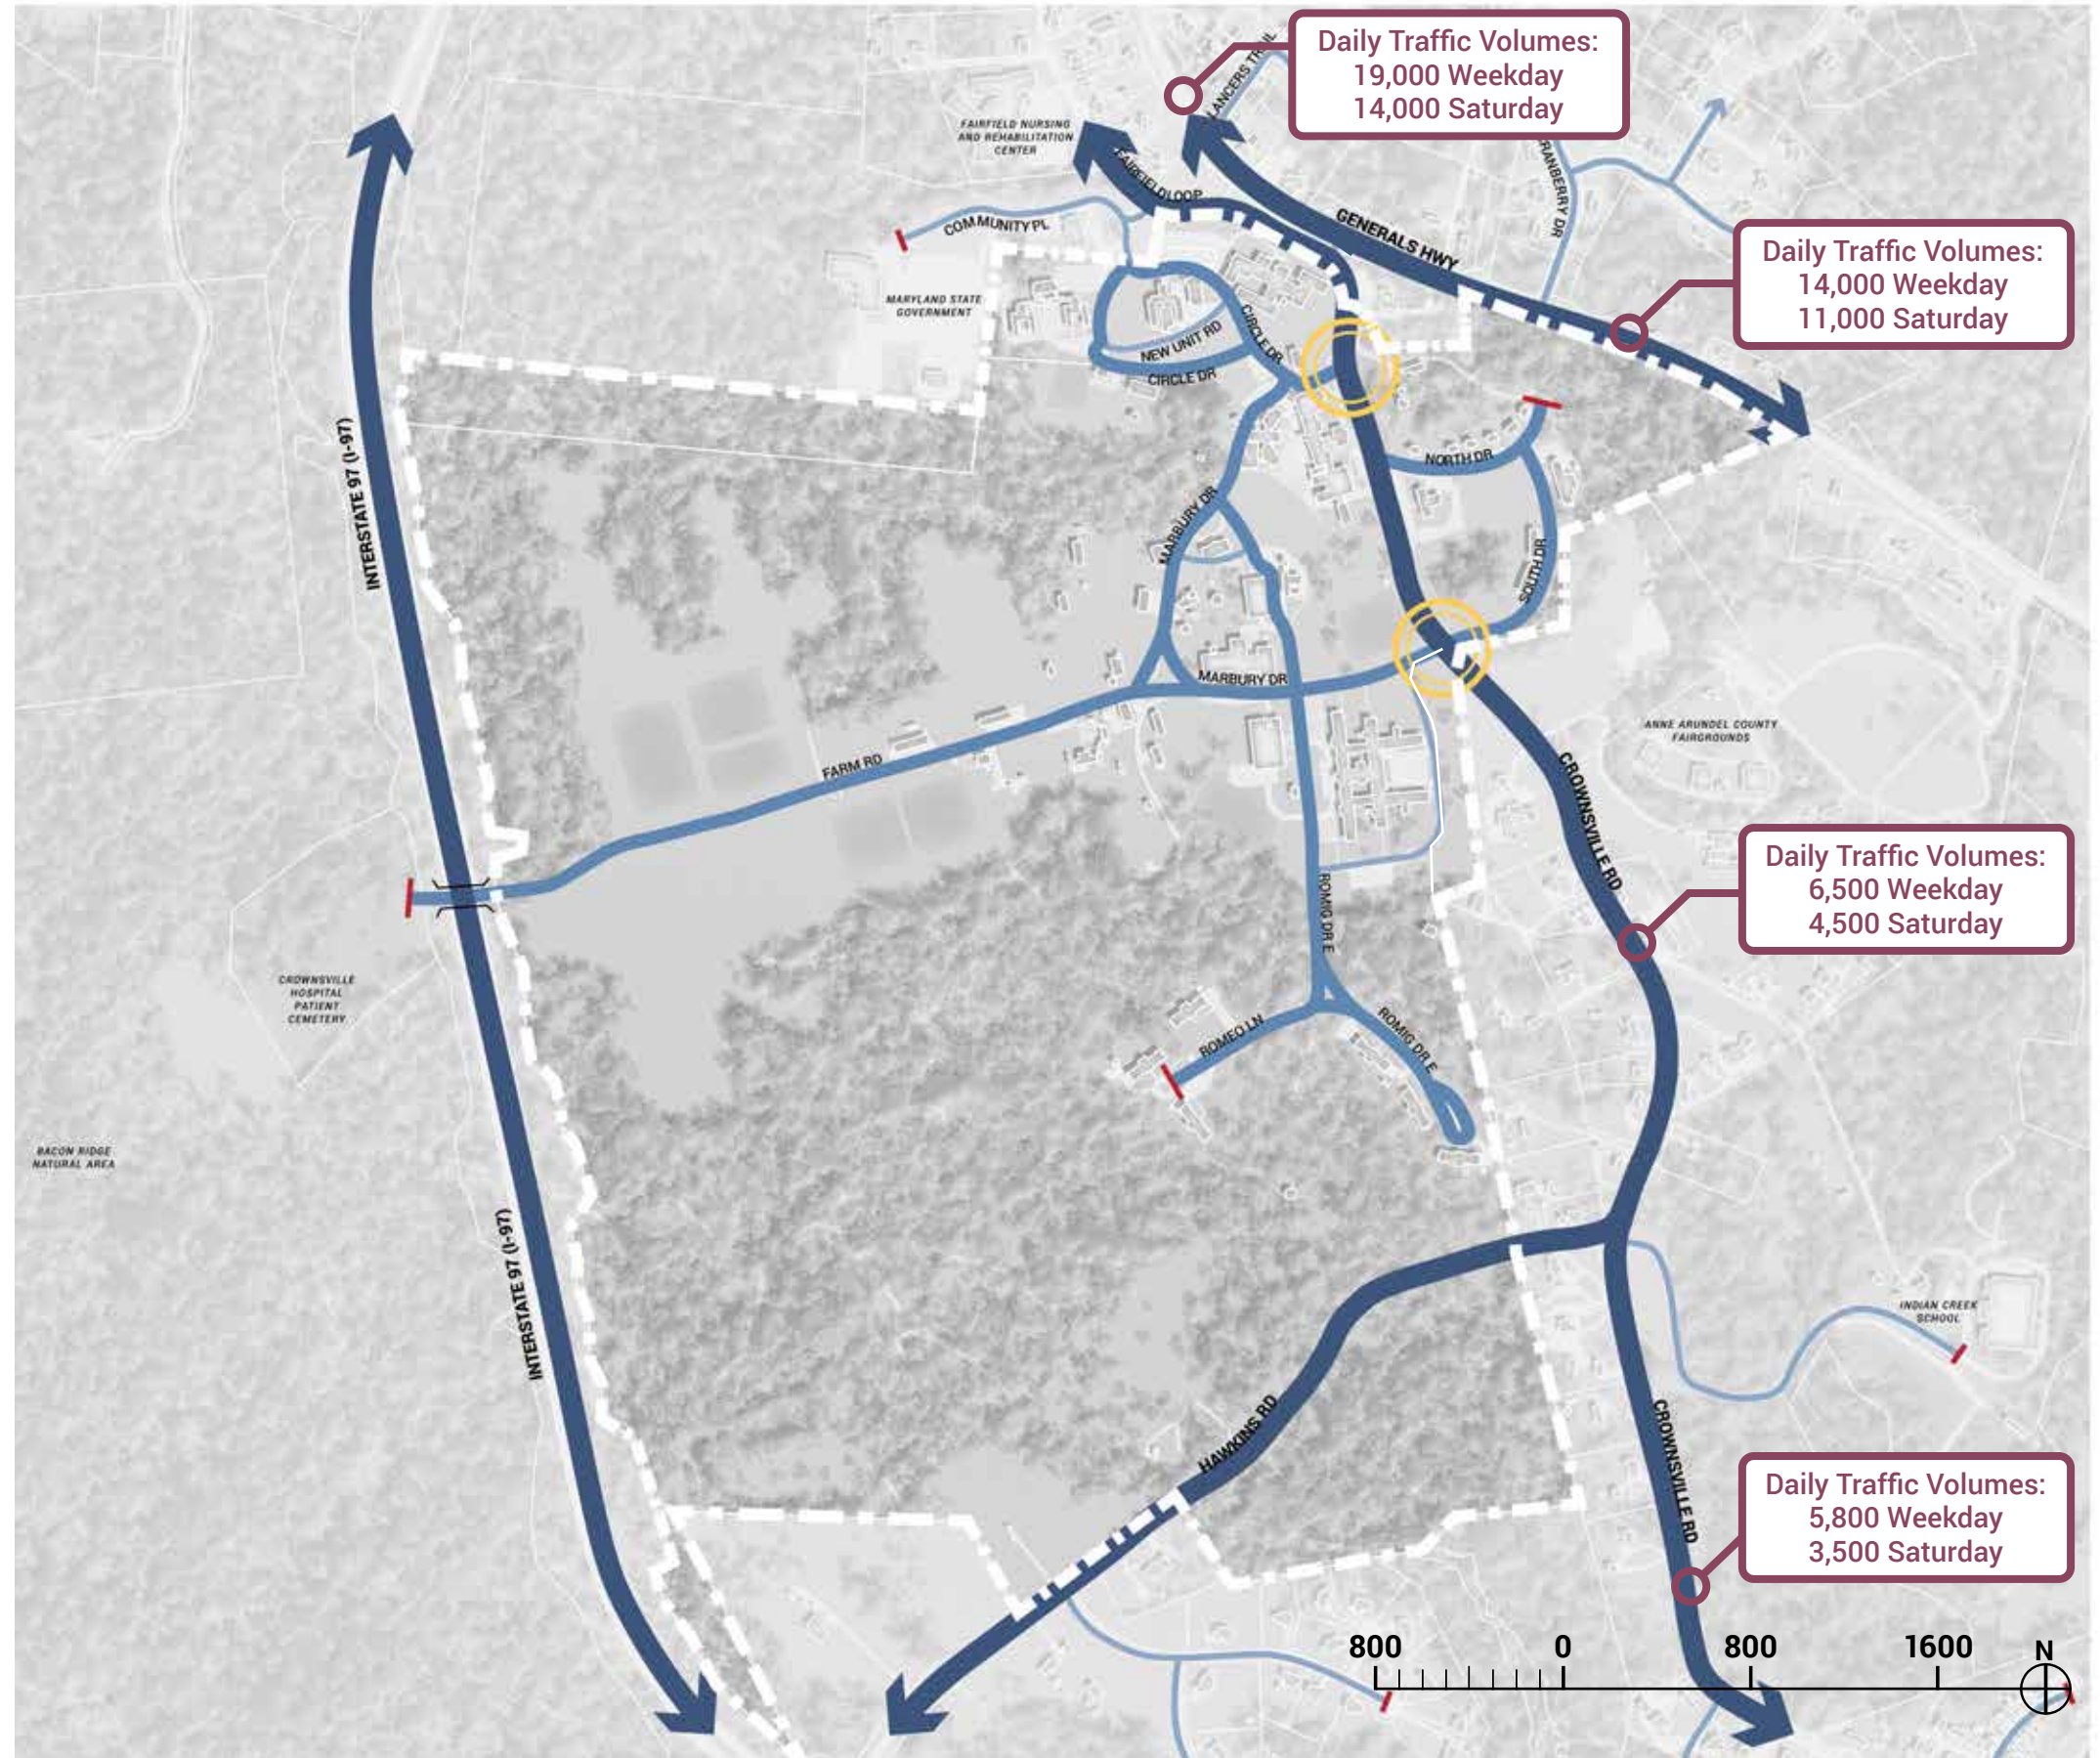 Daily Traffic Volumes:
19,000 Weekday
14,000 Saturday
LANCERS TRAIL
FAIRFIELD NURSING
AND REHABILITATION
CENTER
FAIRFIELD LOOP
COMMUNITY PL
GENERALS HWY
Daily Traffic Volumes:
14,000 Weekday
11,000 Saturday
MARYLAND STATE
GOVERNMENT
NEW UNIT RD
CIRCLE DR
CIRCLE DR
INTERSTATE 97 (I-97)
NORTH DR
MARBURY DR
SOUTH DR
MARBURY DR
ANNE ARUNDEL COUNTY
FAIRGROUNDS
FARM RD
CROWNSVILLE RD
Daily Traffic Volumes:
6,500 Weekday
4,500 Saturday
ROMIG DR E
CROWNSVILLE
HOSPITAL
PATIENT
CEMETERY
ROMEO LN
ROMIG DR E
BACON RIDGE
NATURAL AREA
INTERSTATE 97 (I-97)
INDIAN CREEK
SCHOOL
HAWKINS RD
CROWNSVILLE RD
Daily Traffic Volumes:
5,800 Weekday
3,500 Saturday
800 0 800 1600 N